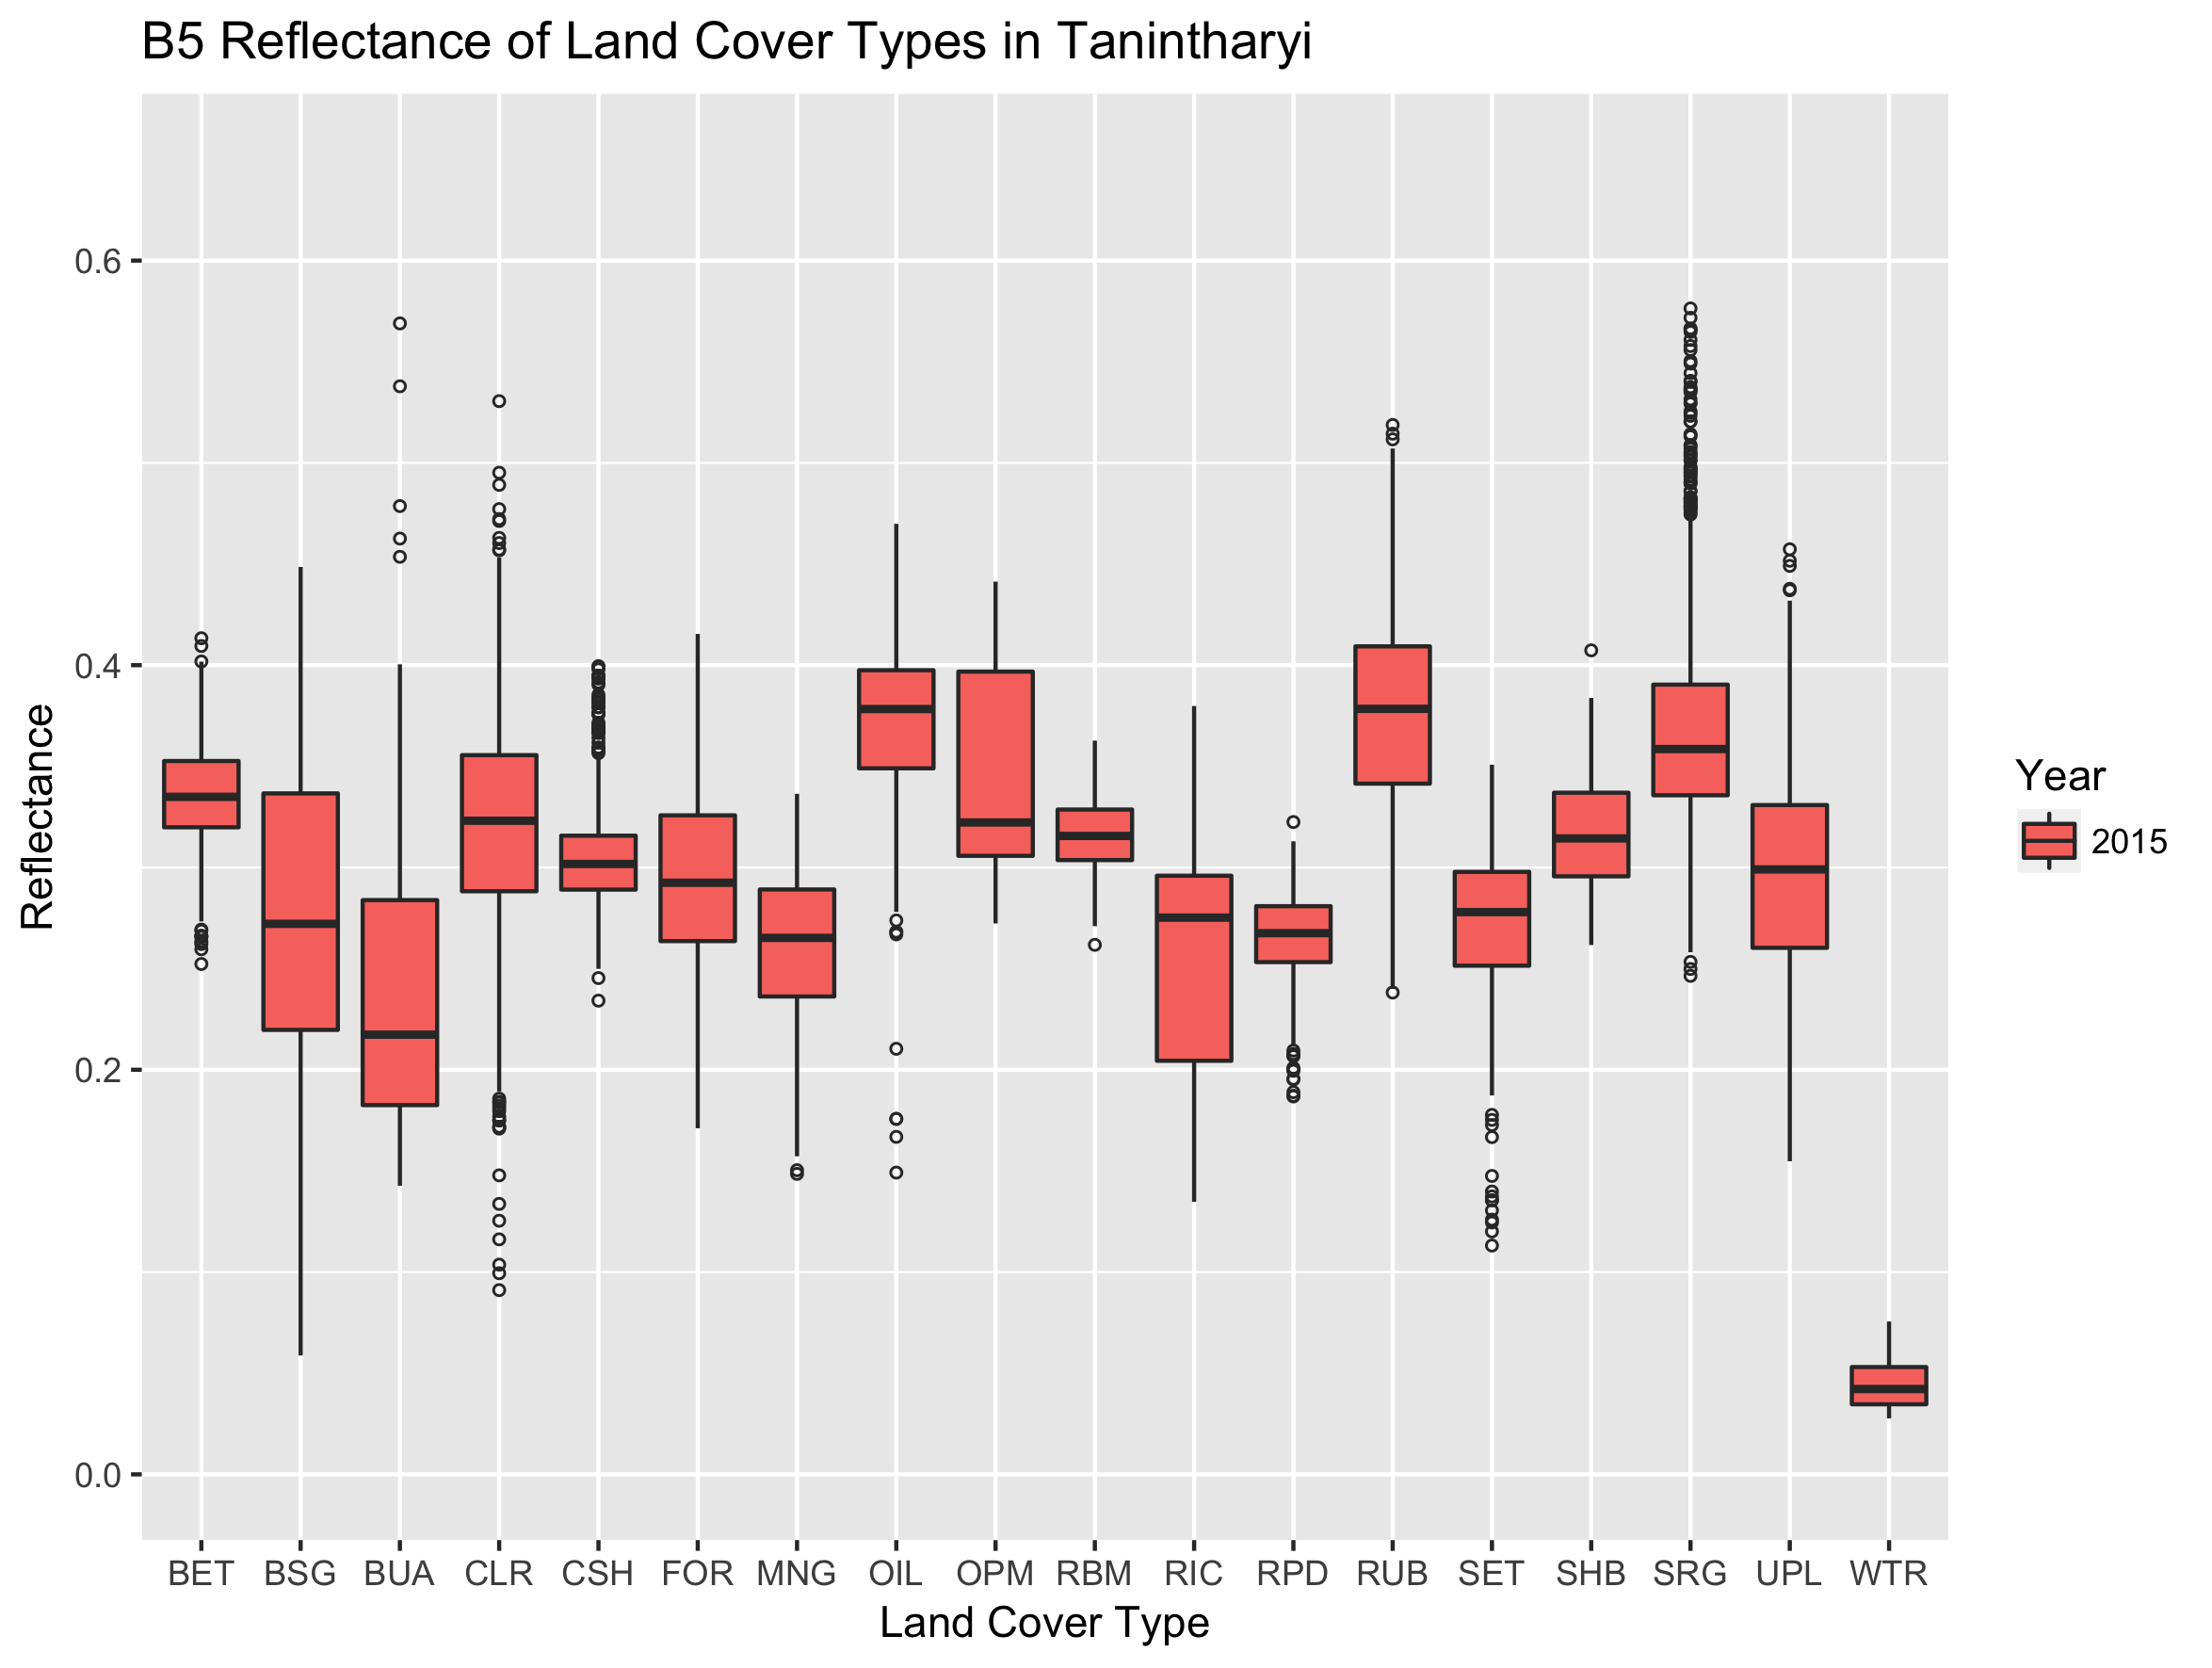 B5 Reflectance of Land Cover Types in Tanintharyi
0.6
0.4
0.2
0.0
Reflectance
BET BSG BUA CLR CSH FOR MNG OIL OPM RBM RIC RPD RUB SET SHB SRG UPL WTR
Land Cover Type
Year
2015